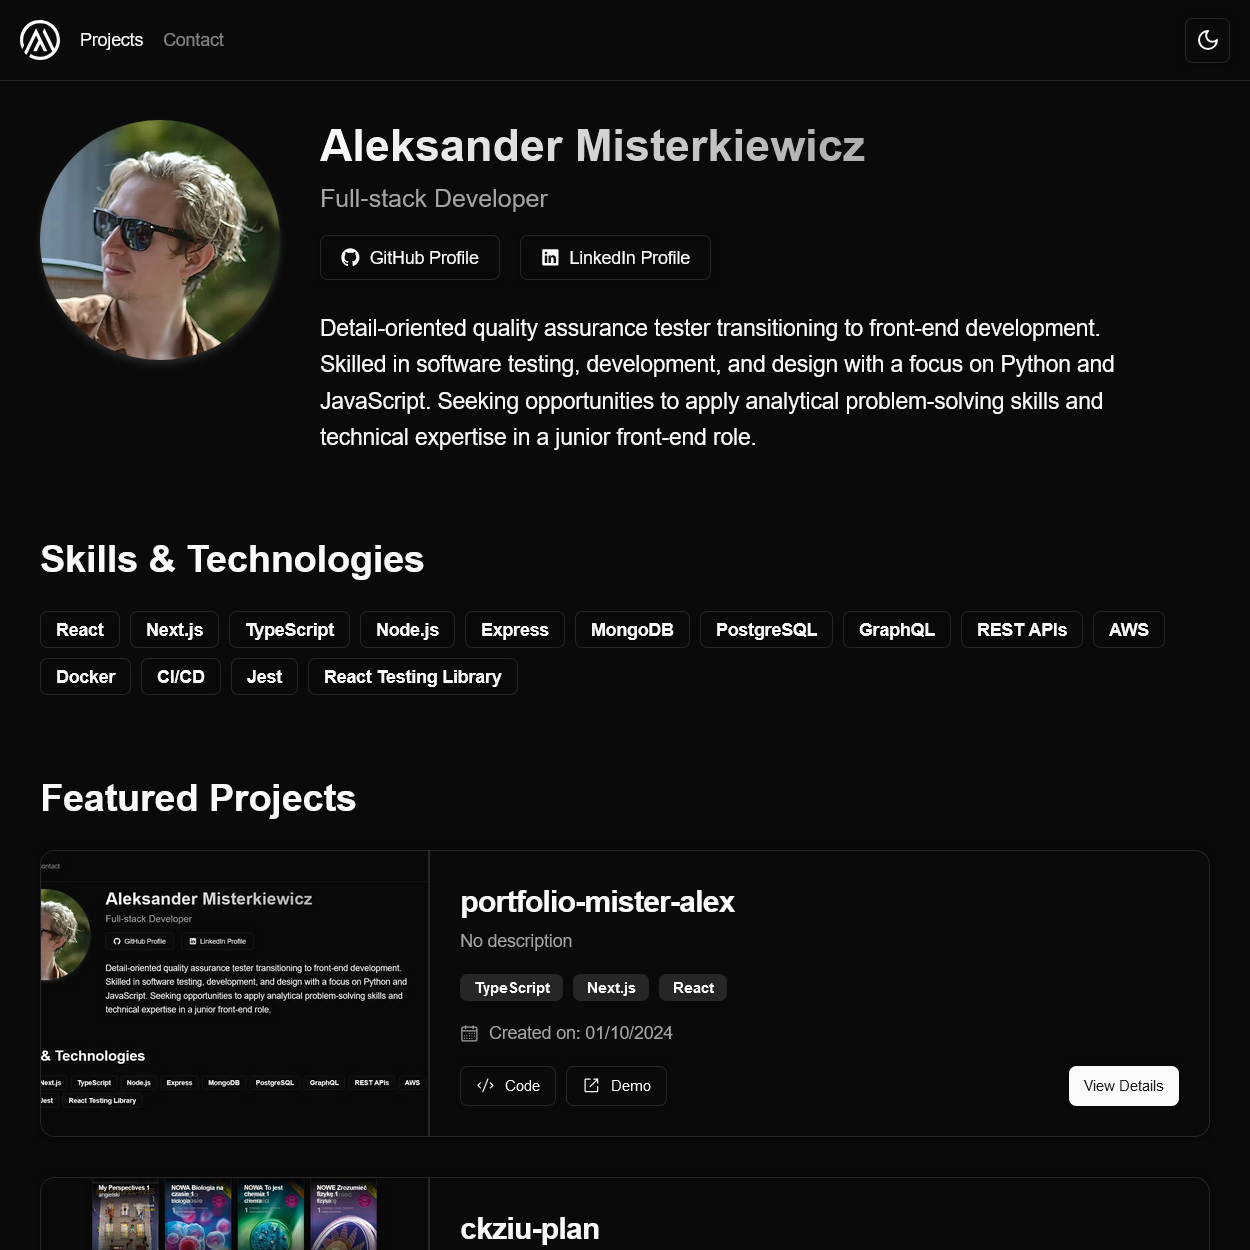 Projects Contact
Aleksander Misterkiewicz
Full-stack Developer
GitHub Profile LinkedIn Profile
Detail-oriented quality assurance tester transitioning to front-end development.
Skilled in software testing, development, and design with a focus on Python and
JavaScript. Seeking opportunities to apply analytical problem-solving skills and
technical expertise in a junior front-end role.
Skills & Technologies
React Next.js TypeScript Node.js Express MongoDB PostgreSQL GraphQL REST APIs AWS
Docker CI/CD Jest React Testing Library
Featured Projects
ontact
Aleksander Misterkiewicz
Full-stack Developer
GitHub Profile LinkedIn Profile
Detail-oriented quality assurance tester transitioning to front-end development.
Skilled in software testing, development, and design with a focus on Python and
JavaScript. Seeking opportunities to apply analytical problem-solving skills and
technical expertise in a junior front-end role.
& Technologies
Next.js TypeScript Node.js Express MongoDB PostgreSQL GraphQL REST APIs AWS
Jest React Testing Library
portfolio-mister-alex
No description
TypeScript Next.js React
Created on: 01/10/2024
Code Demo View Details
My Perspectives 1
angielski
NOWA Biologia na
czasie 1
biologia
NOWA To jest
chemia 1
chemia
NOWE Zrozumieć
fizykę 1
fizyka
ckziu-plan